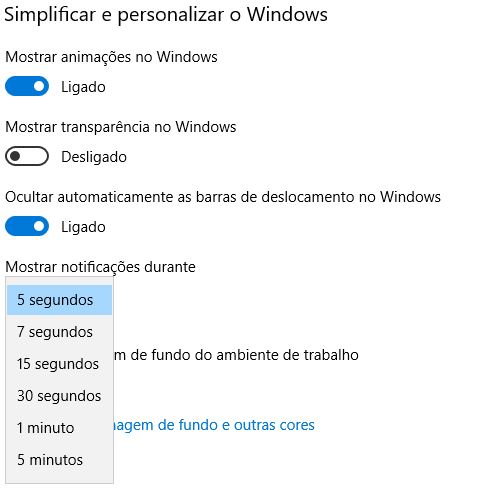 Simplificar e personalizar o Windows
Mostrar animações no Windows
Ligado
Mostrar transparência no Windows
Desligado
Ocultar automaticamente as barras de deslocamento no Windows
Ligado
Mostrar notificações durante
5 segundos
7 segundos
15 segundos
de fundo do ambiente de trabalho
30 segundos
1 minuto
de fundo e outras cores
5 minutos